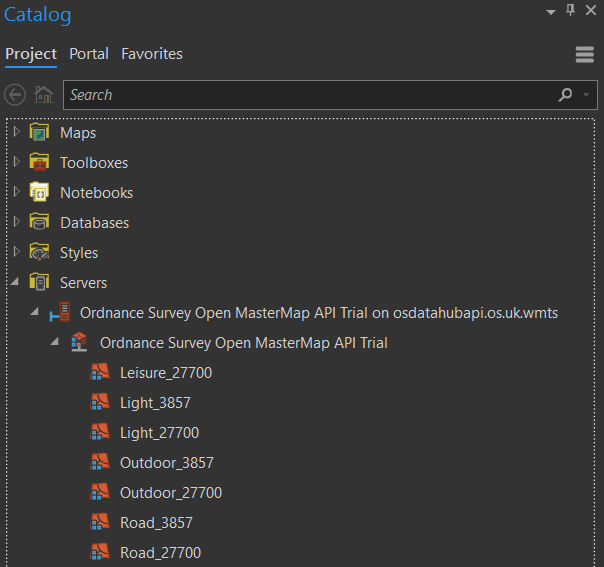 Catalog
Project Portal Favorites
Search
Maps
Toolboxes
Notebooks
Databases
Styles
Servers
Ordnance Survey Open MasterMap API Trial on osdatahubapi.os.uk.wmts
Ordnance Survey Open MasterMap API Trial
Leisure_27700
Light_3857
Light_27700
Outdoor_3857
Outdoor_27700
Road_3857
Road_27700